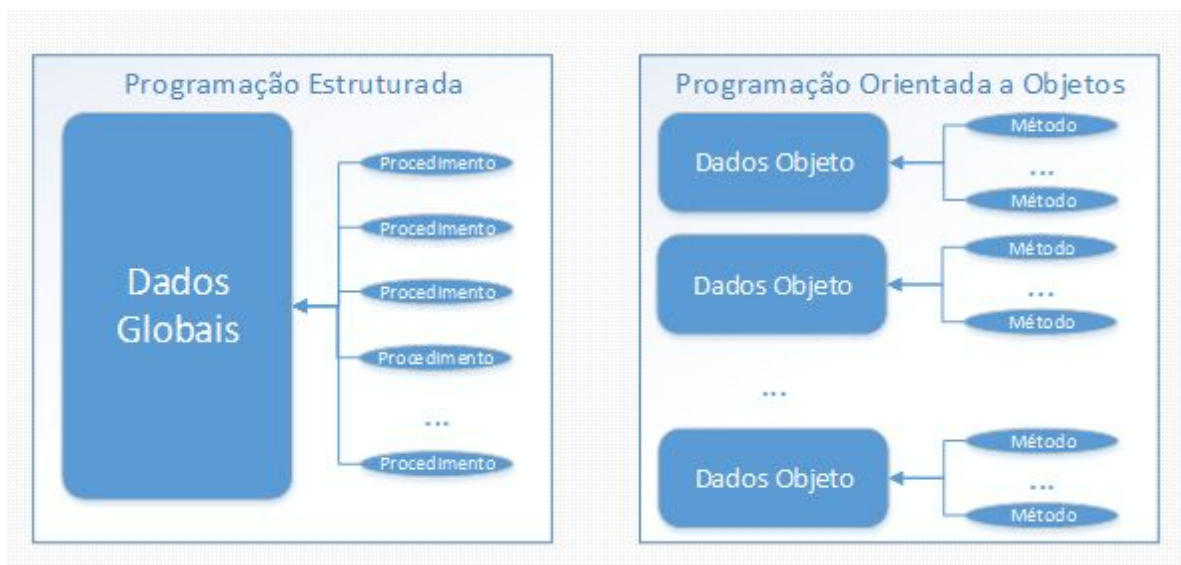 Programação Estruturada
Dados
Globais
Procedimento
Procedimento
Procedimento
Procedimento
...
Procedimento
Programação Orientada a Objetos
Dados Objeto
Método
...
Método
Dados Objeto
Método
...
Método
...
Dados Objeto
Método
...
Método